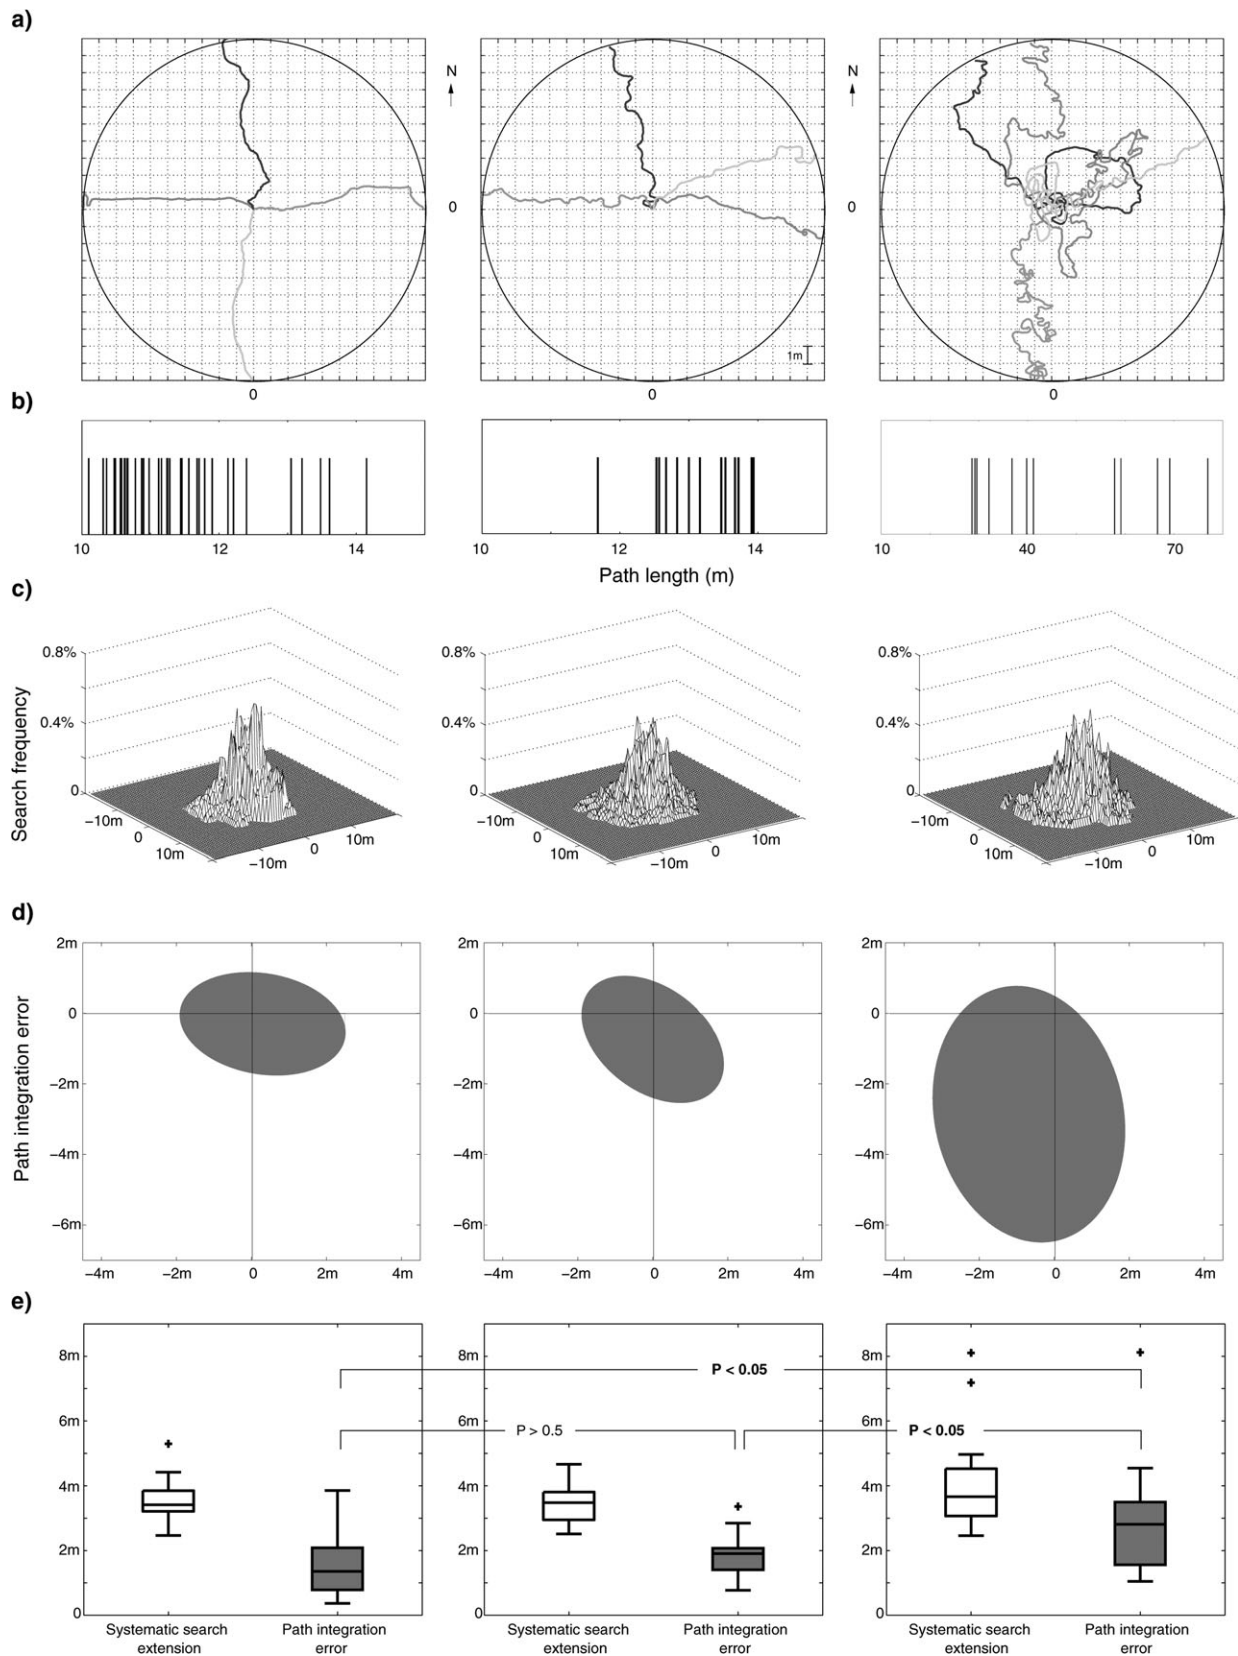 a)
N
N
0
0
1m
0
0
0
b)
10 12 14
10 12 14
10 40 70
Path length (m)
c)
Search frequency
0.8%
0.4%
0
−10m
0
10m
−10m
0
10m
0.8%
0.4%
0
−10m
0
10m
−10m
0
10m
0.8%
0.4%
0
−10m
0
10m
−10m
0
10m
d)
Path integration error
2m
0
−2m
−4m
−6m
−4m −2m 0 2m 4m
2m
0
−2m
−4m
−6m
−4m −2m 0 2m 4m
2m
0
−2m
−4m
−6m
−4m −2m 0 2m 4m
e)
8m
6m
4m
2m
0
8m
6m
4m
2m
0
8m
6m
4m
2m
0
P < 0.05
P > 0.5
P < 0.05
Systematic search
extension
Path integration
error
Systematic search
extension
Path integration
error
Systematic search
extension
Path integration
error